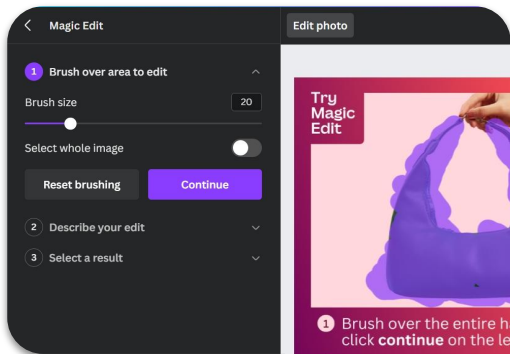 Magic Edit
Edit photo
1 Brush over area to edit
Brush size 20
Select whole image
Reset brushing Continue
2 Describe your edit
3 Select a result
Try
Magic
Edit
1 Brush over the entire
click continue on the